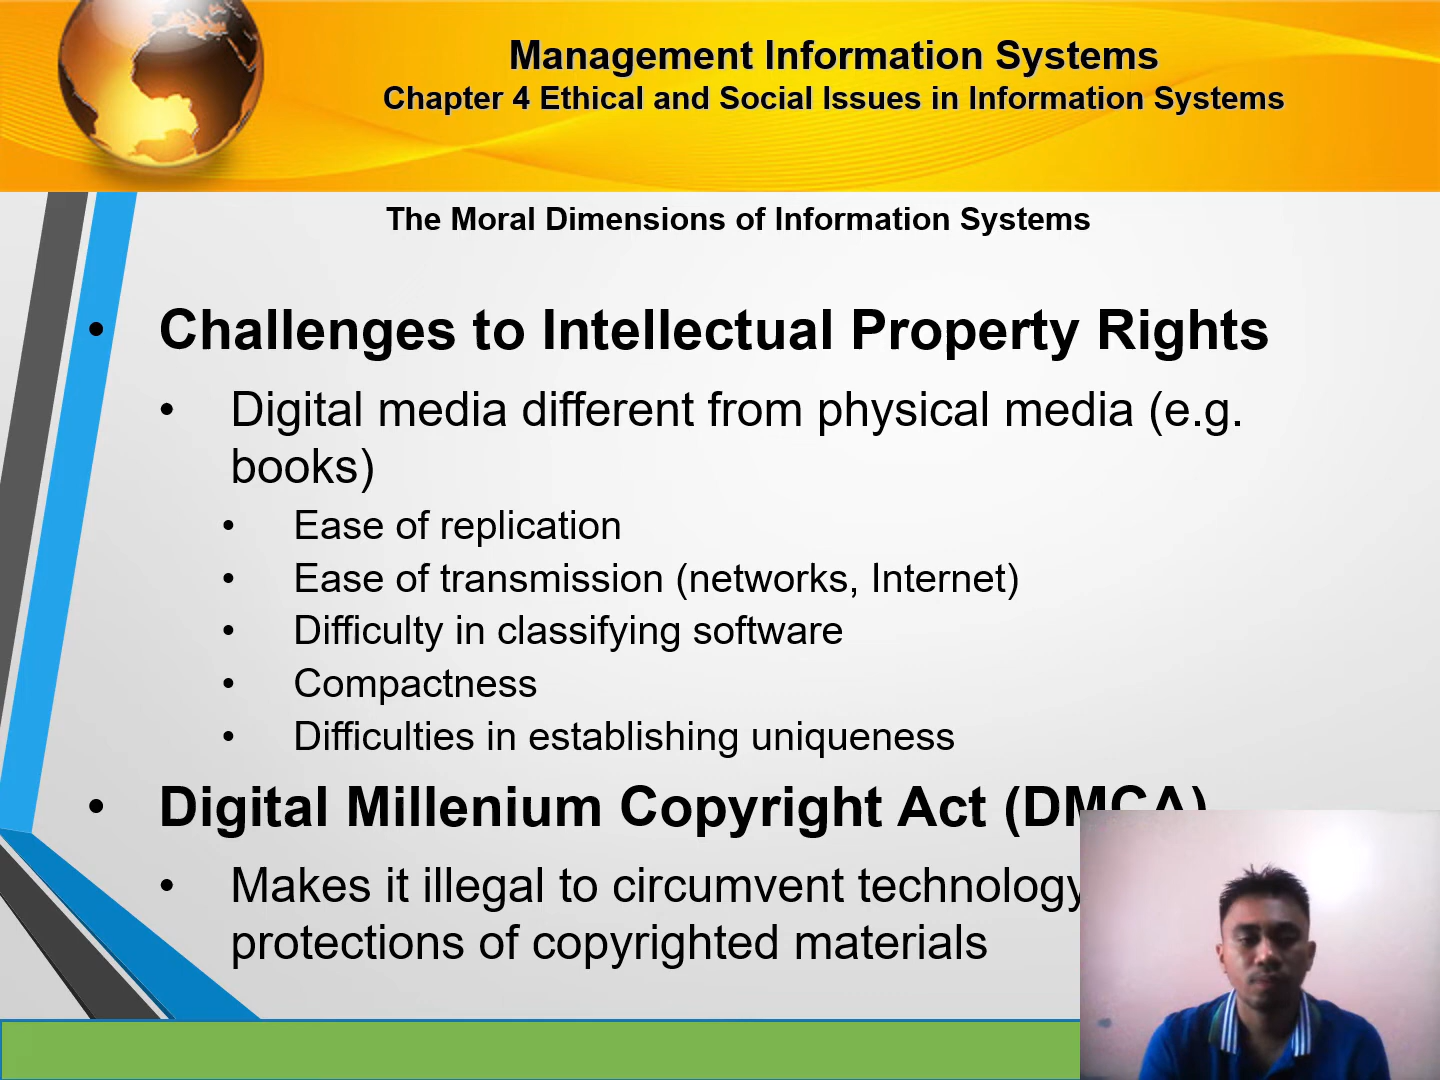 Management Information Systems
Chapter 4 Ethical and Social Issues in Information Systems
The Moral Dimensions of Information Systems
• Challenges to Intellectual Property Rights
• Digital media different from physical media (e.g.
books)
• Ease of replication
• Ease of transmission (networks, Internet)
• Difficulty in classifying software
• Compactness
• Difficulties in establishing uniqueness
• Digital Millenium Copyright Act (DMCA)
• Makes it illegal to circumvent technology
protections of copyrighted materials